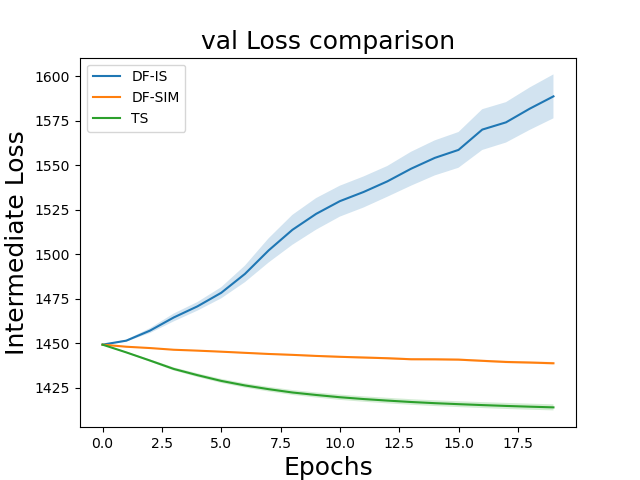 val Loss comparison
DF-IS
DF-SIM
TS
Intermediate Loss
1600
1575
1550
1525
1500
1475
1450
1425
0.0 2.5 5.0 7.5 10.0 12.5 15.0 17.5
Epochs